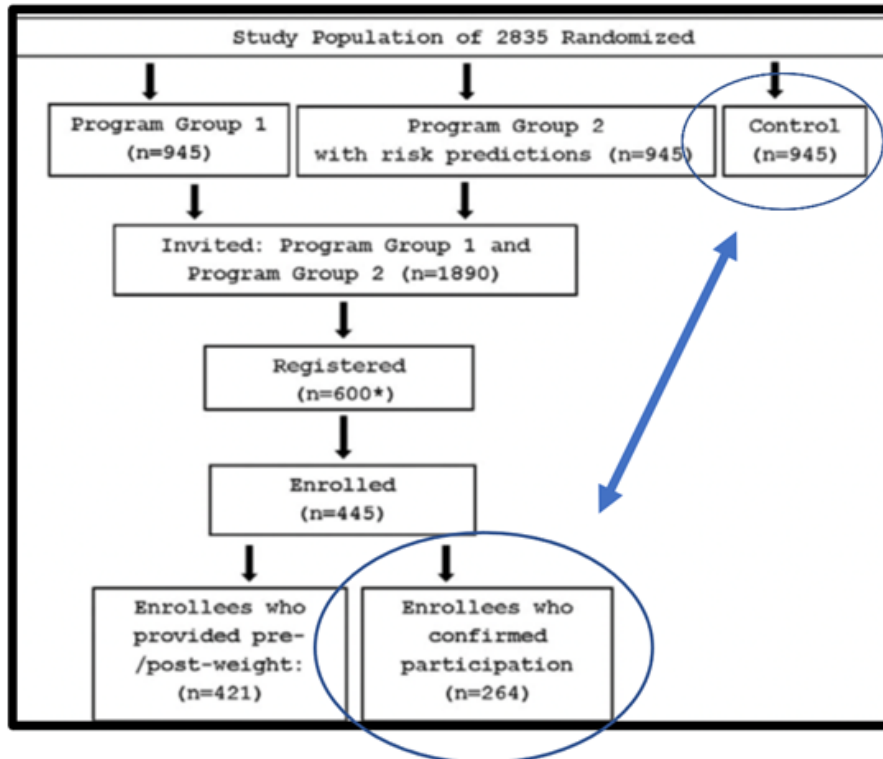 Study Population of 2835 Randomized
Program Group 1
(n=945)
Program Group 2
with risk predictions (n=945)
Control
(n=945)
Invited: Program Group 1 and
Program Group 2 (n=1890)
Registered
(n=600*)
Enrolled
(n=445)
Enrollees who
provided pre-
/post-weight:
(n=421)
Enrollees who
confirmed
participation
(n=264)